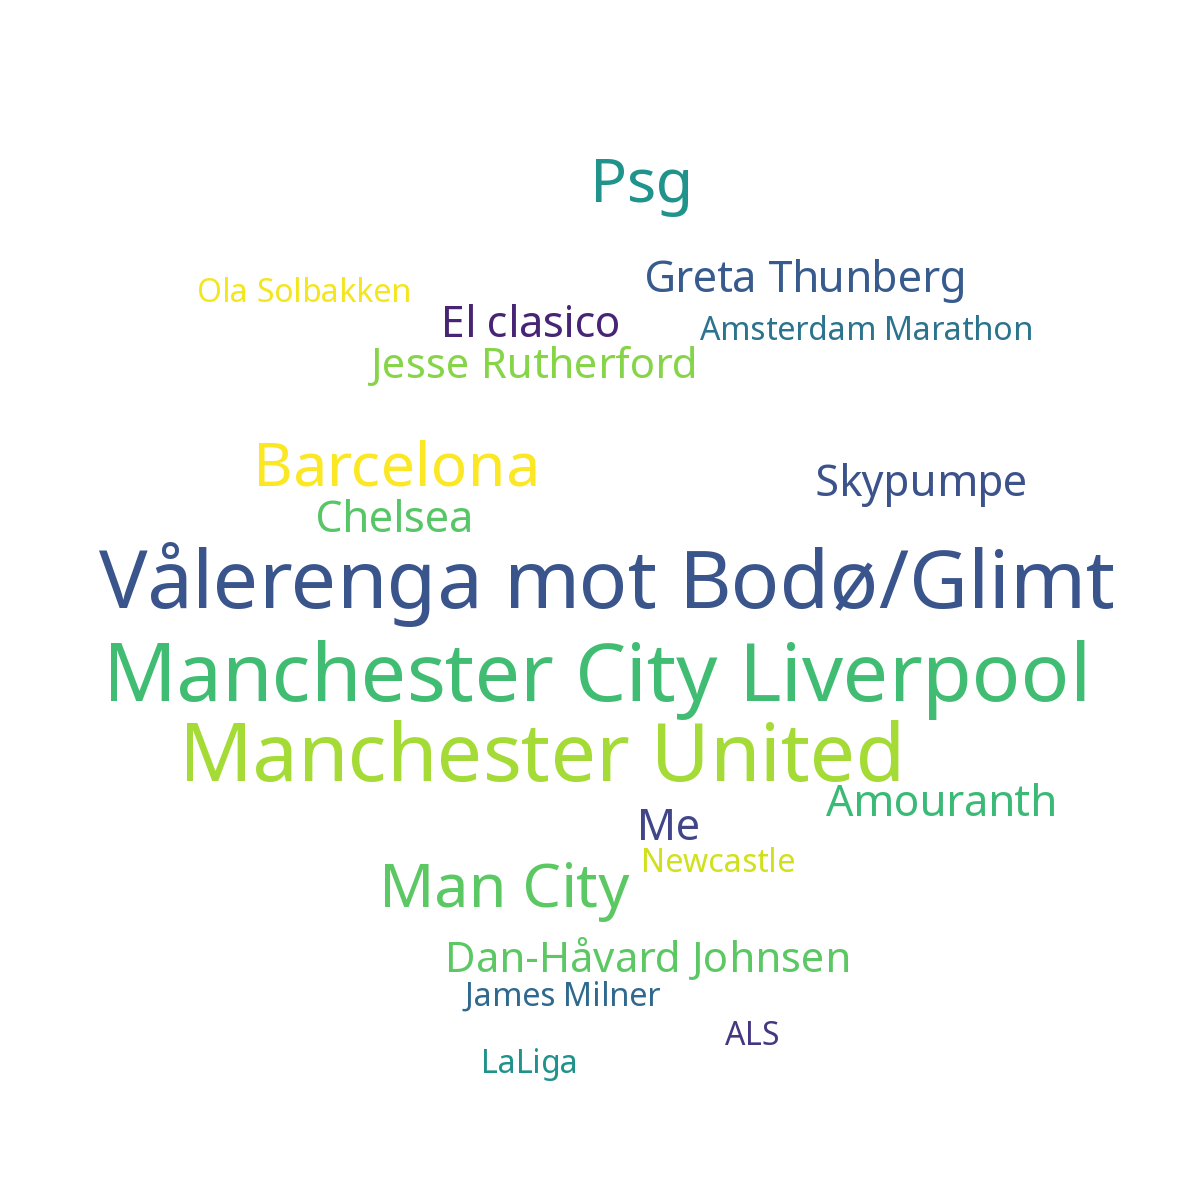 Psg
Greta Thunberg
Ola Solbakken
El clasico
Amsterdam Marathon
Jesse Rutherford
Barcelona
Skypumpe
Chelsea
Vålerenga mot Bodø/Glimt
Manchester City Liverpool
Manchester United
Amouranth
Me
Newcastle
Man City
Dan-Håvard Johnsen
James Milner
ALS
LaLiga